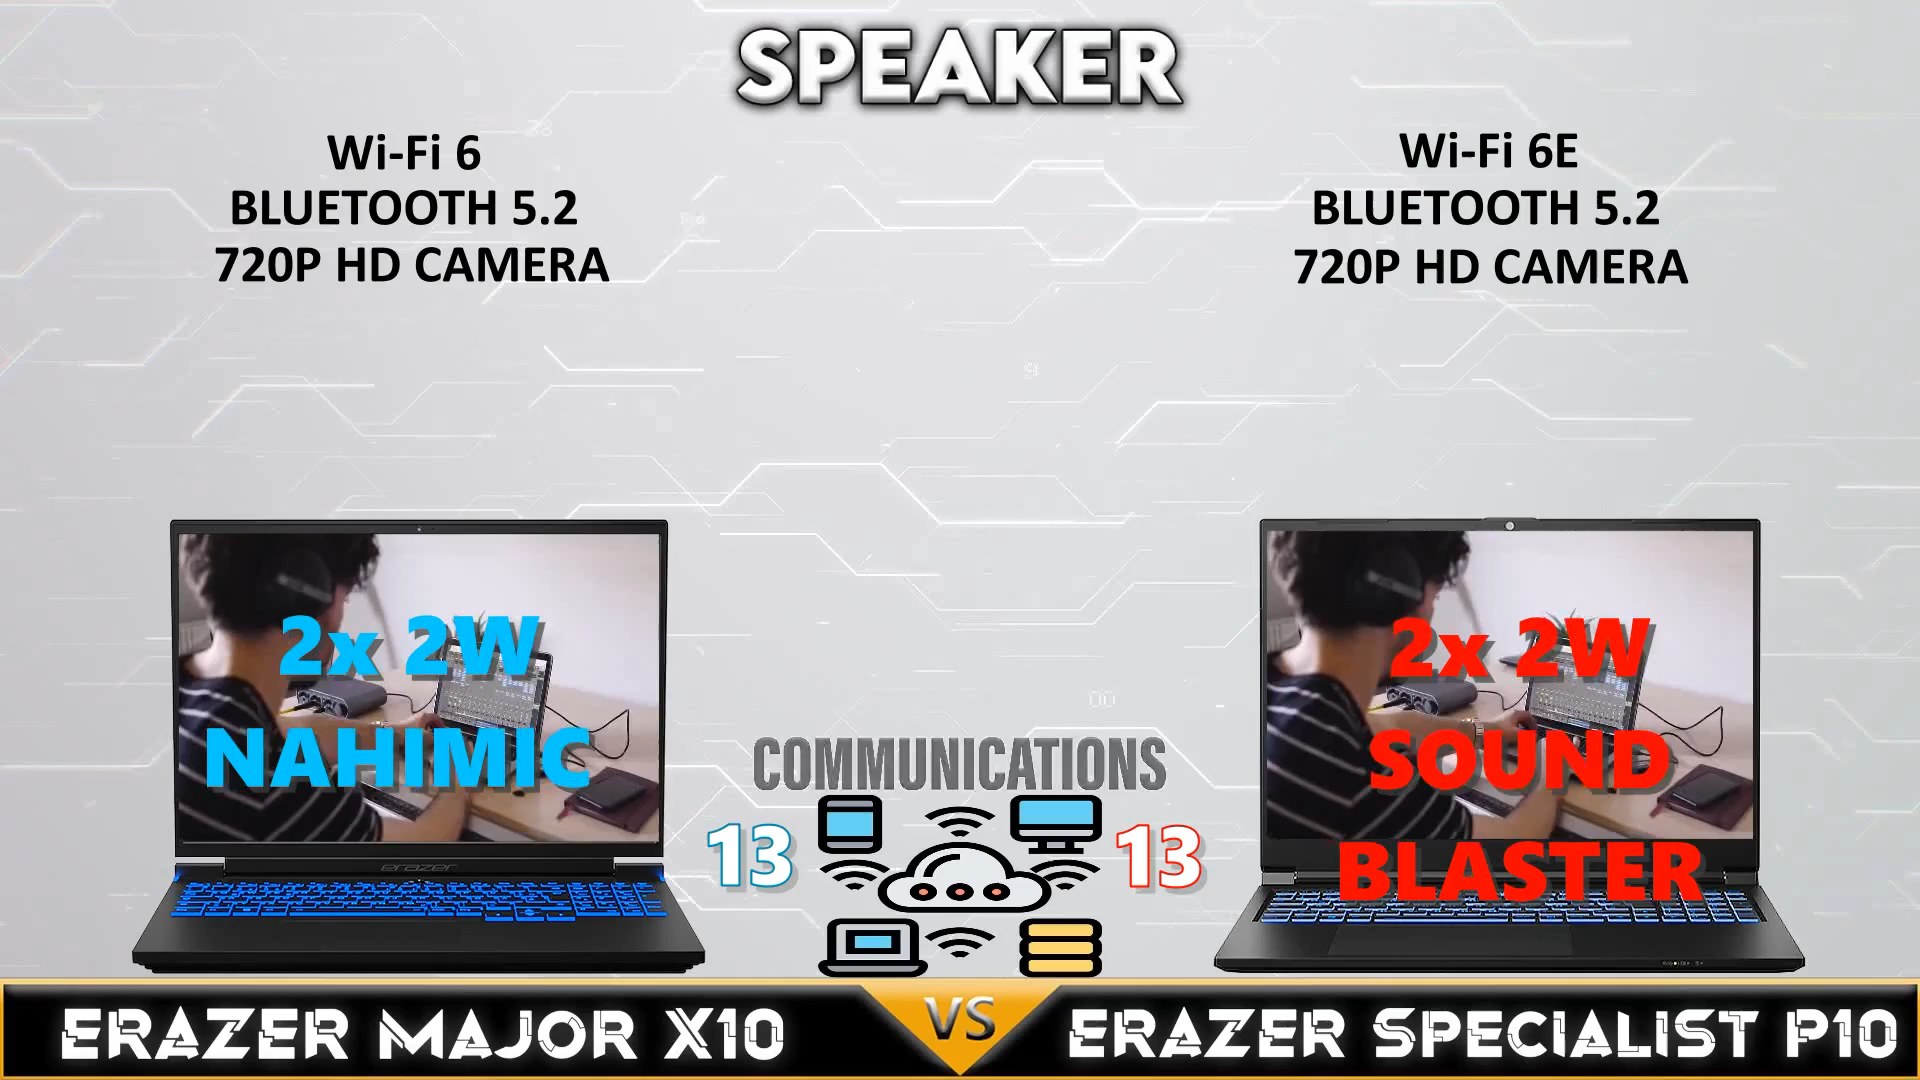 SPEAKER
Wi-Fi 6
BLUETOOTH 5.2
720P HD CAMERA
Wi-Fi 6E
BLUETOOTH 5.2
720P HD CAMERA
2x 2W
NAHIMIC
2x 2W
SOUND
BLASTER
COMMUNICATIONS
13
13
erazer
ERAZER MAJOR X10
VS
ERAZER SPECIALIST P10